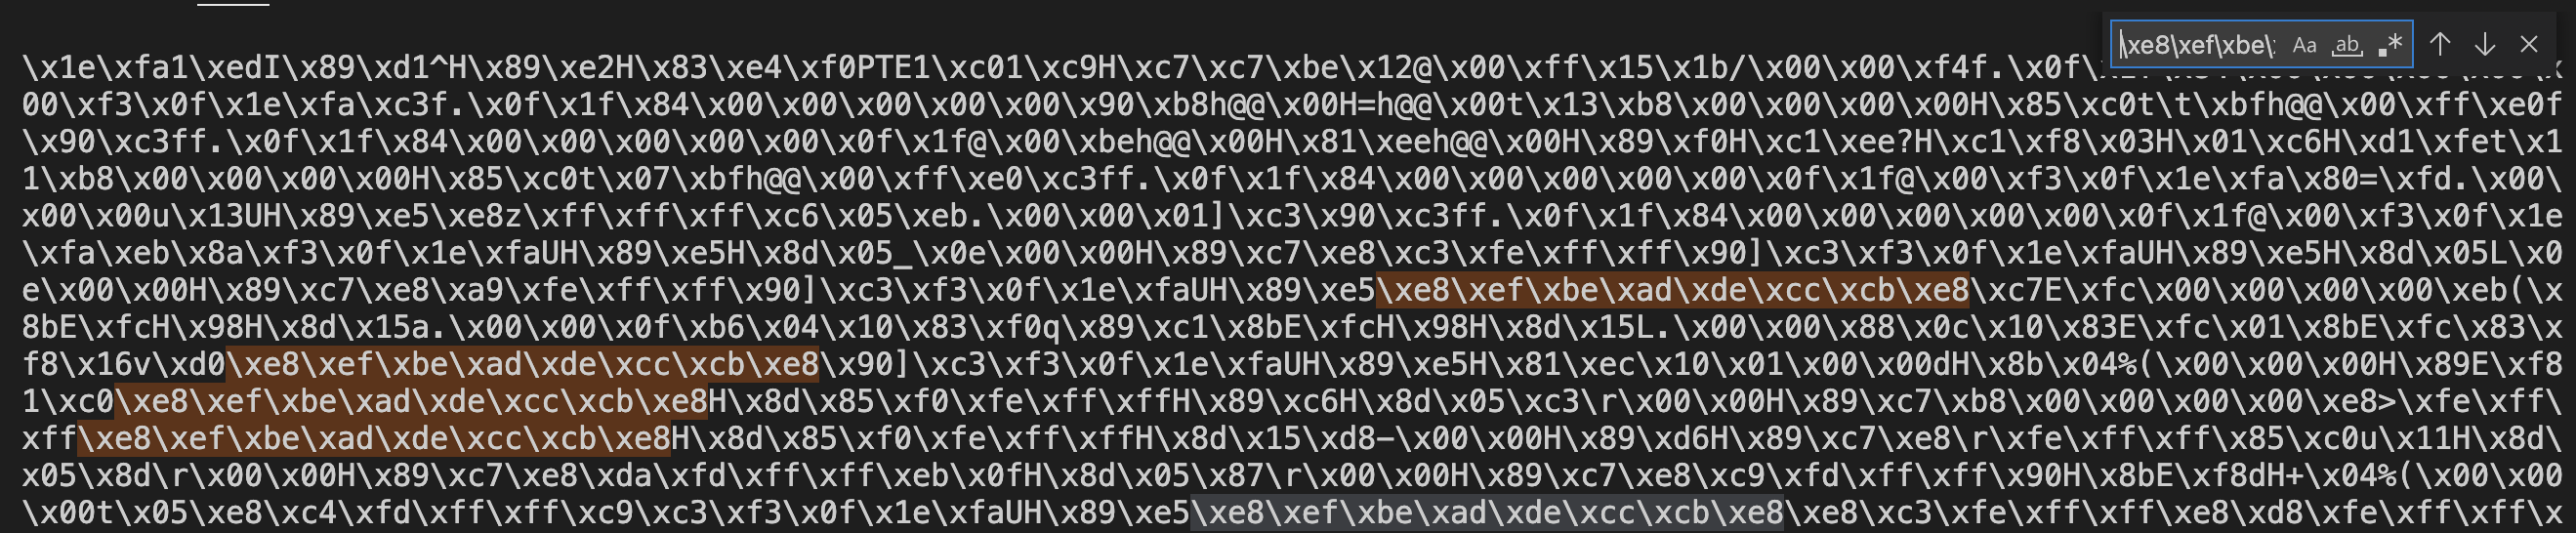 \xe8\xef\xbe\
Aa
ab
.*
\x1e\xfa1\xedI\x89\xd1^H\x89\xe2H\x83\xe4\xf0PTE1\xc01\xc9H\xc7\xc7\xbe\x12@\x00\xff\x15\x1b/\x00\x00\xf4f.\x0f\
00\xf3\x0f\x1e\xfa\xc3f.\x0f\x1f\x84\x00\x00\x00\x00\x00\x90\xb8h@@\x00H=h@@\x00t\x13\xb8\x00\x00\x00\x00H\x85\xc0t\t\xbfh@@\x00\xff\xe0f
\x90\xc3ff.\x0f\x1f\x84\x00\x00\x00\x00\x00\x0f\x1f@\x00\xbeh@@\x00H\x81\xeeh@@\x00H\x89\xf0H\xc1\xee?H\xc1\xf8\x03H\x01\xc6H\xd1\xfet\x1
1\xb8\x00\x00\x00\x00H\x85\xc0t\x07\xbfh@@\x00\xff\xe0\xc3ff.\x0f\x1f\x84\x00\x00\x00\x00\x00\x0f\x1f@\x00\xf3\x0f\x1e\xfa\x80=\xfd.\x00\
x00\x00u\x13UH\x89\xe5\xe8z\xff\xff\xff\xc6\x05\xeb.\x00\x00\x01]\xc3\x90\xc3ff.\x0f\x1f\x84\x00\x00\x00\x00\x00\x0f\x1f@\x00\xf3\x0f\x1e
\xfa\xeb\x8a\xf3\x0f\x1e\xfaUH\x89\xe5H\x8d\x05_\x0e\x00\x00H\x89\xc7\xe8\xc3\xfe\xff\xff\x90]\xc3\xf3\x0f\x1e\xfaUH\x89\xe5H\x8d\x05L\x0
e\x00\x00H\x89\xc7\xe8\xa9\xfe\xff\xff\x90]\xc3\xf3\x0f\x1e\xfaUH\x89\xe5\xe8\xef\xbe\xad\xde\xcc\xcb\xe8\xc7E\xfc\x00\x00\x00\x00\xeb(\x
8bE\xfcH\x98H\x8d\x15a.\x00\x00\x0f\xb6\x04\x10\x83\xf0q\x89\xc1\x8bE\xfcH\x98H\x8d\x15L.\x00\x00\x88\x0c\x10\x83E\xfc\x01\x8bE\xfc\x83\x
f8\x16v\xd0\xe8\xef\xbe\xad\xde\xcc\xcb\xe8\x90]\xc3\xf3\x0f\x1e\xfaUH\x89\xe5H\x81\xec\x10\x01\x00\x00dH\x8b\x04%(\x00\x00\x00H\x89E\xf8
1\xc0\xe8\xef\xbe\xad\xde\xcc\xcb\xe8H\x8d\x85\xf0\xfe\xff\xffH\x89\xc6H\x8d\x05\xc3\r\x00\x00H\x89\xc7\xb8\x00\x00\x00\x00\xe8>\xfe\xff\
xff\xe8\xef\xbe\xad\xde\xcc\xcb\xe8H\x8d\x85\xf0\xfe\xff\xffH\x8d\x15\xd8-\x00\x00H\x89\xd6H\x89\xc7\xe8\r\xfe\xff\xff\x85\xc0u\x11H\x8d\
x05\x8d\r\x00\x00H\x89\xc7\xe8\xda\xfd\xff\xff\xeb\x0fH\x8d\x05\x87\r\x00\x00H\x89\xc7\xe8\xc9\xfd\xff\xff\x90H\x8bE\xf8dH+\x04%(\x00\x00
\x00t\x05\xe8\xc4\xfd\xff\xff\xc9\xc3\xf3\x0f\x1e\xfaUH\x89\xe5\xe8\xef\xbe\xad\xde\xcc\xcb\xe8\xe8\xc3\xfe\xff\xff\xe8\xd8\xfe\xff\xff\x